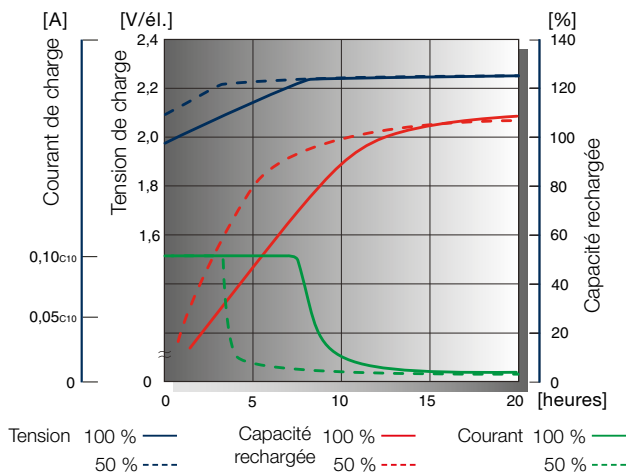 [A] [V/él.] [%]
Courant de charge
Tension de charge
Capacité rechargée
0,10C10
0,05C10
0
2,4
2,2
2,0
1,8
1,6
≈
0
140
120
100
80
60
40
20
0
0 5 10 15 20 [heures]
Tension 100 % Capacité rechargée 100 % Courant 100 %
50 % 50 % 50 %